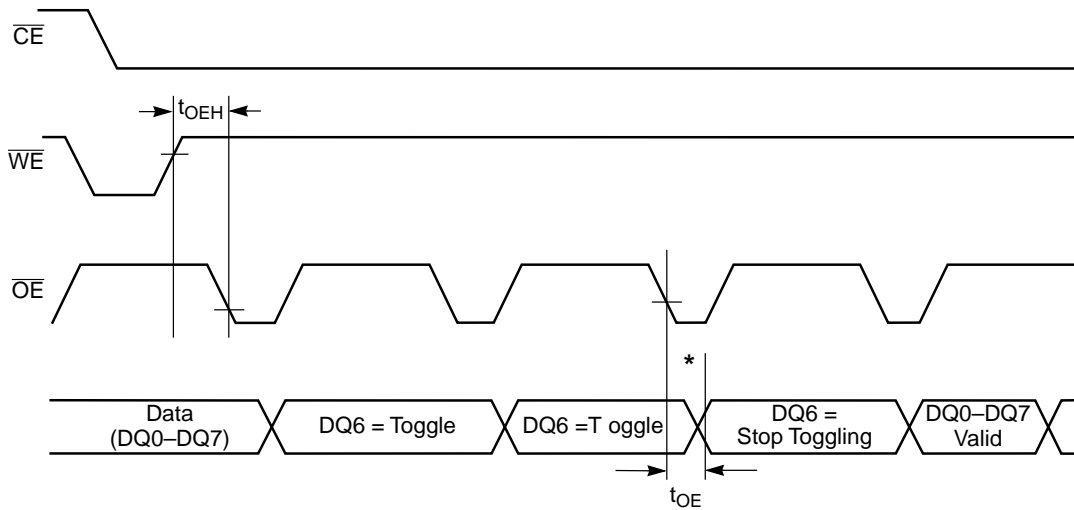 CE
tOEH
WE
OE
*
Data
(DQ0–DQ7)
DQ6 = Toggle
DQ6 =T oggle
DQ6 =
Stop Toggling
DQ0–DQ7
Valid
tOE